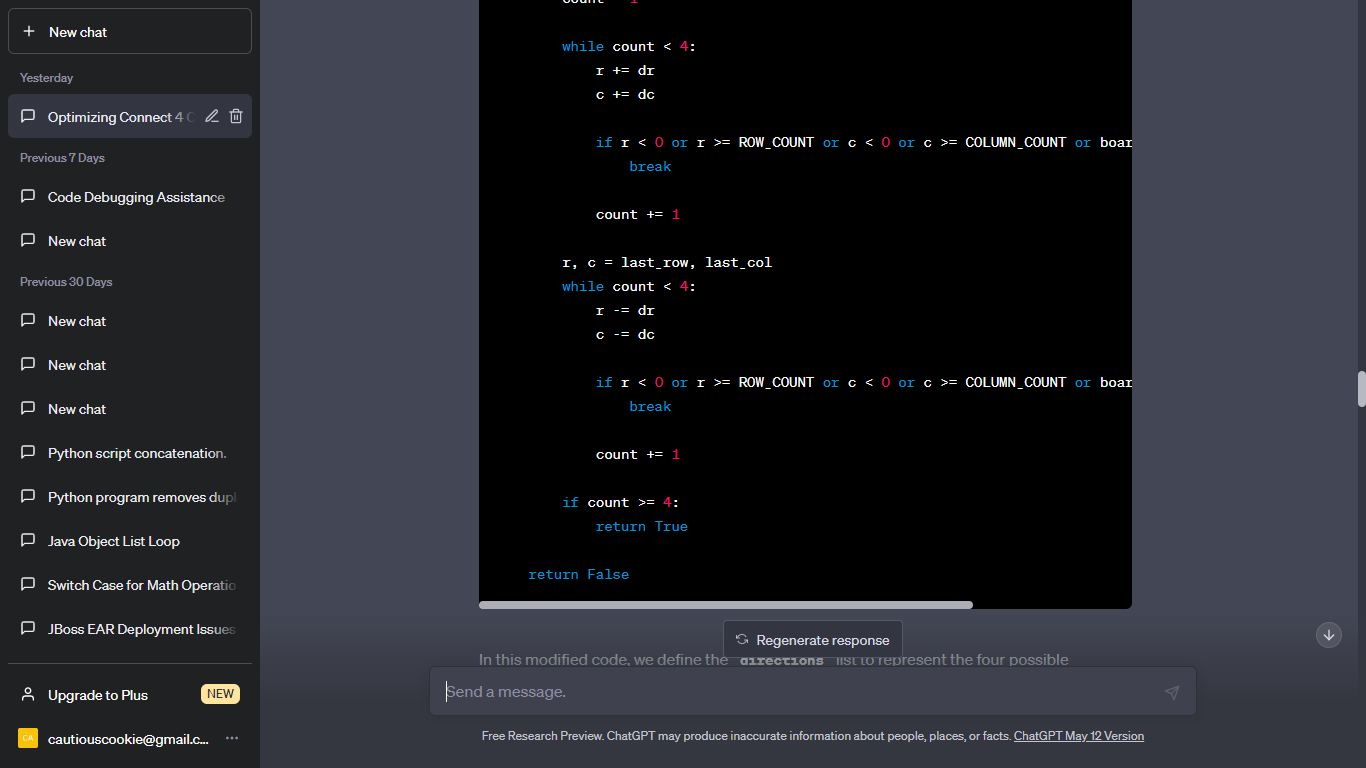 New chat
Yesterday
Optimizing Connect 4 C
Previous 7 Days
Code Debugging Assistance
New chat
Previous 30 Days
New chat
New chat
New chat
Python script concatenation.
Python program removes dupl
Java Object List Loop
Switch Case for Math Operatio
JBoss EAR Deployment Issues
Upgrade to Plus NEW
CA cautiouscookie@gmail.c... ...
count = 1
while count < 4:
r += dr
c += dc
if r < 0 or r >= ROW_COUNT or c < 0 or c >= COLUMN_COUNT or boar
break
count += 1
r, c = last_row, last_col
while count < 4:
r -= dr
c -= dc
if r < 0 or r >= ROW_COUNT or c < 0 or c >= COLUMN_COUNT or boar
break
count += 1
if count >= 4:
return True
return False
Regenerate response
In this modified code, we define the directions list to represent the four possible
Send a message.
Free Research Preview. ChatGPT may produce inaccurate information about people, places, or facts. ChatGPT May 12 Version